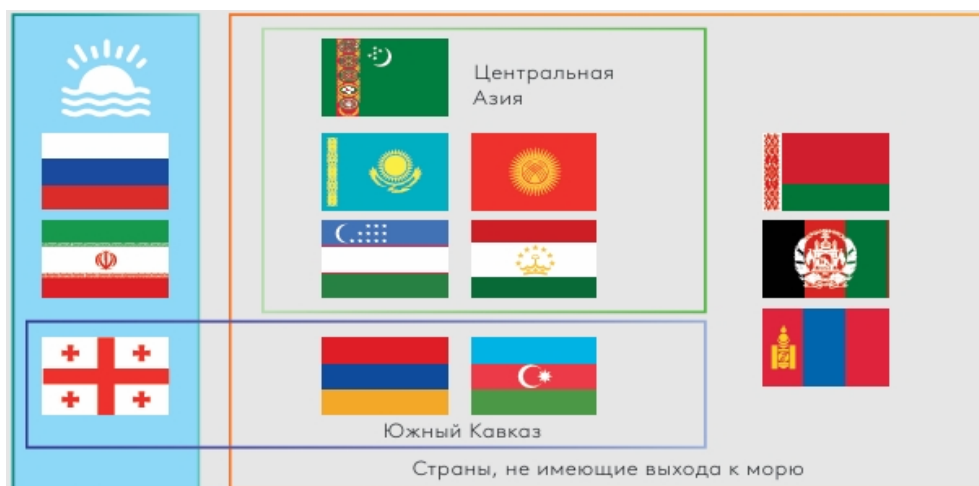 Центральная
Азия
Южный Кавказ
Страны, не имеющие выхода к морю